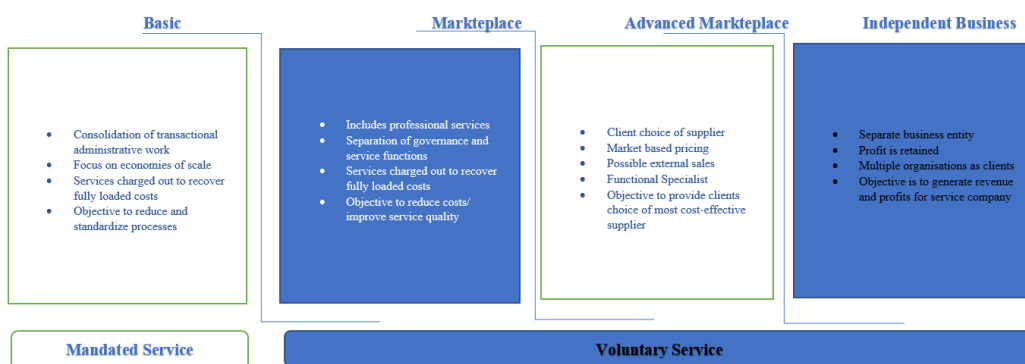 Basic
Markteplace
Advanced Markteplace
Independent Business
• Consolidation of transactional
administrative work
• Focus on economies of scale
• Services charged out to recover
fully loaded costs
• Objective to reduce and
standardize processes
• Includes professional services
• Separation of governance and
service functions
• Services charged out to recover
fully loaded costs
• Objective to reduce costs/
improve service quality
• Client choice of supplier
• Market based pricing
• Possible external sales
• Functional Specialist
• Objective to provide clients
choice of most cost-effective
supplier
• Separate business entity
• Profit is retained
• Multiple organisations as clients
• Objective is to generate revenue
and profits for service company
Mandated Service
Voluntary Service